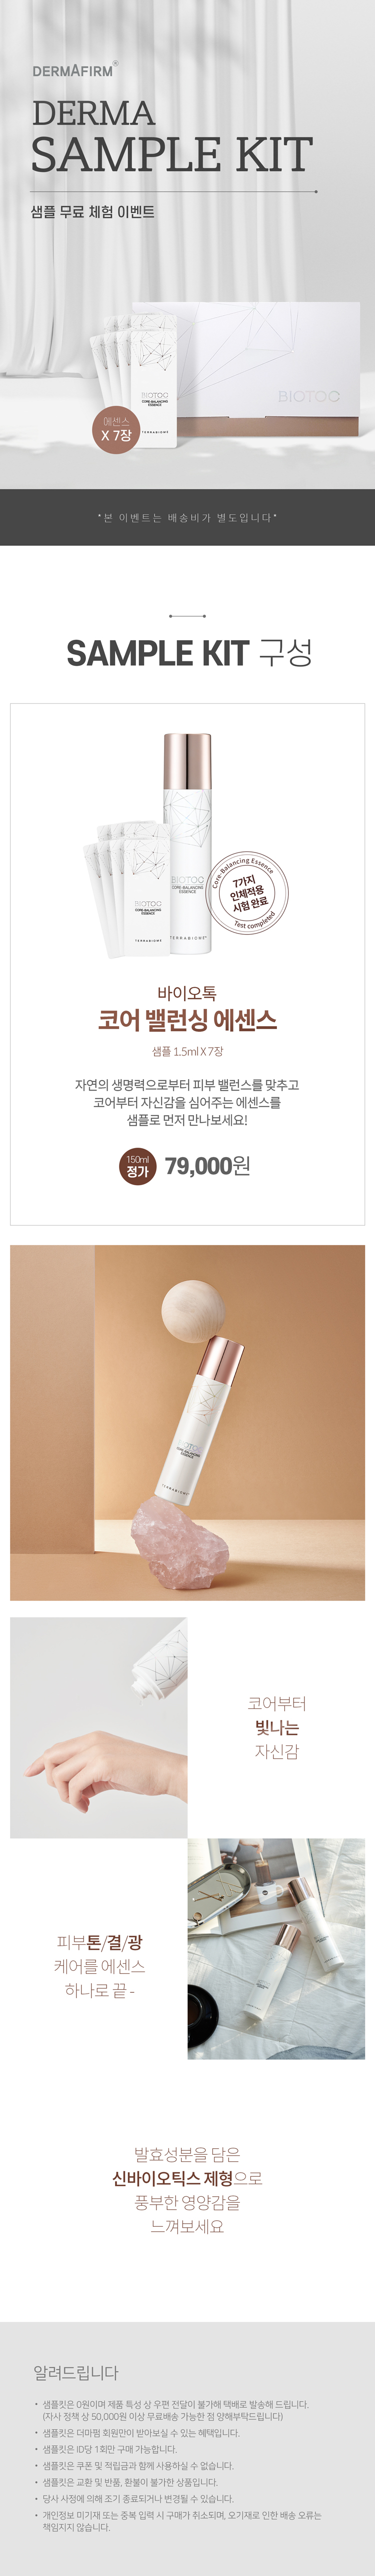 DERMAFIRM®
DERMA
SAMPLE KIT
샘플 무료 체험 이벤트
BIOTOC
BIOTOC
CORE-BALANCING
ESSENCE
TERRABIOME
에센스
X 7장
*본 이벤트는 배송비가 별도입니다*
SAMPLE KIT 구성
BIOTOC
CORE-BALANCING
ESSENCE
TERRABIOME
BIOTOC
CORE-BALANCING
ESSENCE
TERRABIOME
Core-Balancing Essence
7가지
인체적용
시험 완료
Test completed
바이오톡
코어 밸런싱 에센스
샘플 1.5ml X 7장
자연의 생명력으로부터 피부 밸런스를 맞추고
코어부터 자신감을 심어주는 에센스를
샘플로 먼저 만나보세요!
150ml
정가
79,000원
BIOTOC
CORE-BALANCING
ESSENCE
TERRABIOME
코어부터
빛나는
자신감
피부톤/결/광
케어를 에센스
하나로 끝 -
발효성분을 담은
신바이오틱스 제형으로
풍부한 영양감을
느껴보세요
알려드립니다
• 샘플킷은 0원이며 제품 특성 상 우편 전달이 불가해 택배로 발송해 드립니다.
(자사 정책 상 50,000원 이상 무료배송 가능한 점 양해부탁드립니다)
• 샘플킷은 더마펌 회원만이 받아보실 수 있는 혜택입니다.
• 샘플킷은 ID당 1회만 구매 가능합니다.
• 샘플킷은 쿠폰 및 적립금과 함께 사용하실 수 없습니다.
• 샘플킷은 교환 및 반품, 환불이 불가한 상품입니다.
• 당사 사정에 의해 조기 종료되거나 변경될 수 있습니다.
• 개인정보 미기재 또는 중복 입력 시 구매가 취소되며, 오기재로 인한 배송 오류는
책임지지 않습니다.